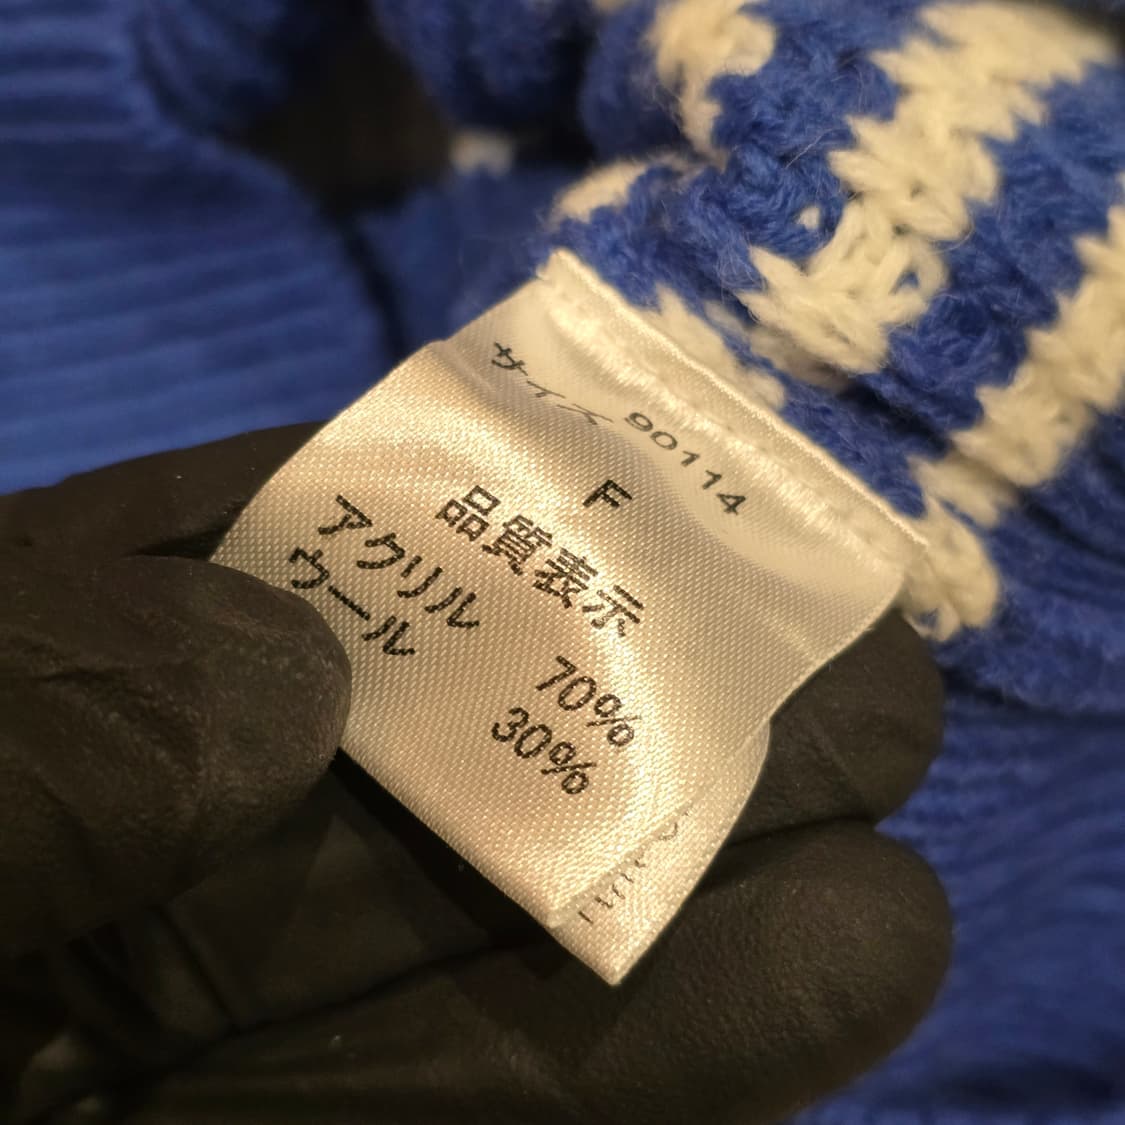 90114
サイズ F
品質表示
アクリル 70%
ウール 30%